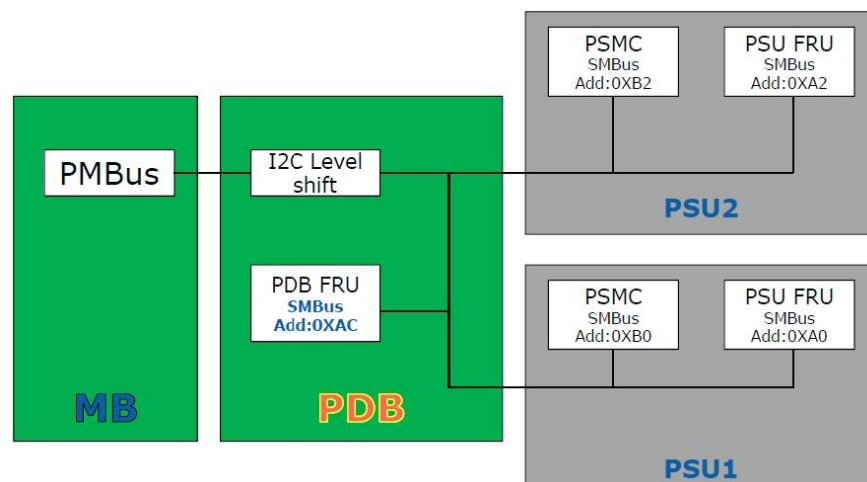 PMBus
MB
I2C Level
shift
PDB FRU
SMBus
Add:0XAC
PDB
PSMC
SMBus
Add:0XB2
PSU FRU
SMBus
Add:0XA2
PSU2
PSMC
SMBus
Add:0XB0
PSU FRU
SMBus
Add:0XA0
PSU1